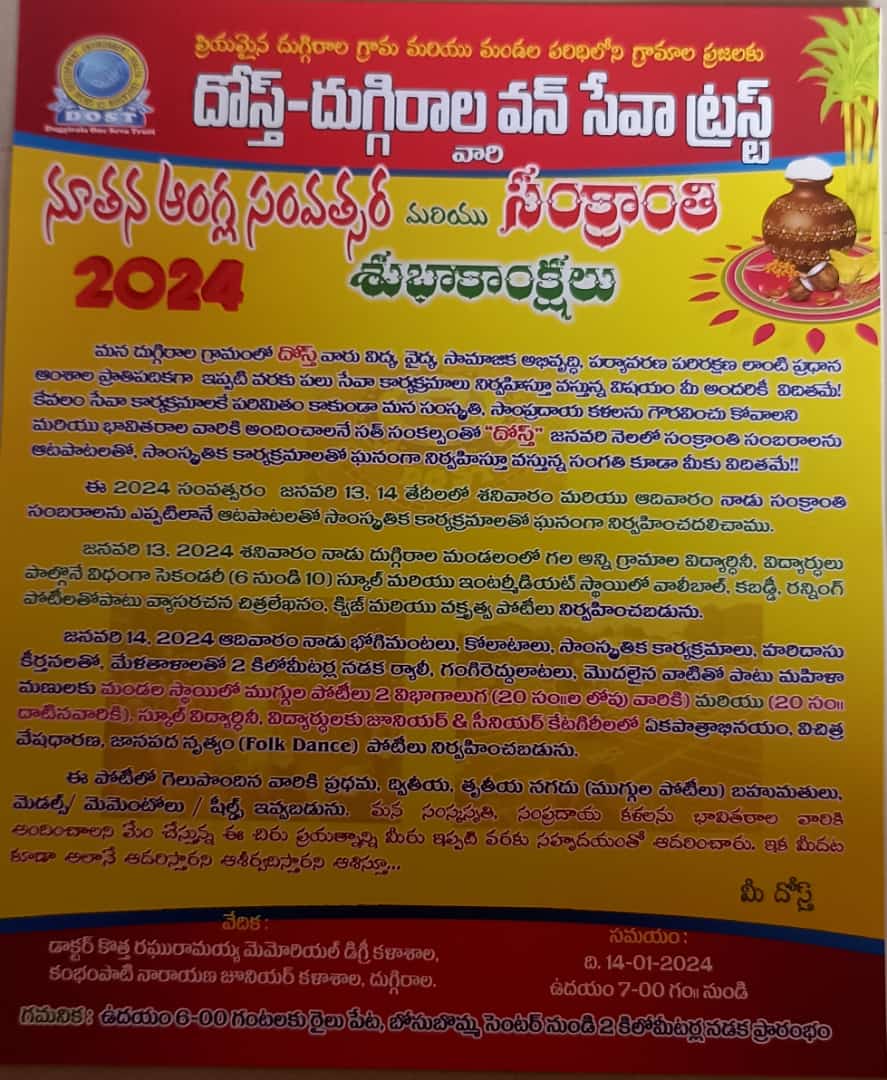 ప్రియమైన దుగ్గిరాల గ్రామ మరియు మండల పరిధిలోని గ్రామాల ప్రజలకు
DOST
Duggirala One Seva Trust
దోస్త్-దుగ్గిరాల వన్ సేవా ట్రస్ట్
వారి
నూతన ఆంగ్ల సంవత్సర మరియు సంక్రాంతి
2024 శుభాకాంక్షలు
మన దుగ్గిరాల గ్రామంలో దోస్త్ వారు విద్య, వైద్య, సామాజిక అభివృద్ధి, పర్యావరణ పరిరక్షణ లాంటి ప్రధాన
అంశాల ప్రాతిపదికగా ఇప్పటి వరకు పలు సేవా కార్యక్రమాలు నిర్వహిస్తూ వస్తున్న విషయం మీ అందరికీ విదితమే!
కేవలం సేవా కార్యక్రమాలకే పరిమితం కాకుండా మన సంస్కృతి, సాంప్రదాయ కళలను గౌరవించు కోవాలని
మరియు భావితరాల వారికి అందించాలనే సత్ సంకల్పంతో "దోస్త్" జనవరి నెలలో సంక్రాంతి సంబరాలను
ఆటపాటలతో, సాంస్కృతిక కార్యక్రమాలతో ఘనంగా నిర్వహిస్తూ వస్తున్న సంగతి కూడా మీకు విదితమే!!
ఈ 2024 సంవత్సరం జనవరి 13, 14 తేదీలలో శనివారం మరియు ఆదివారం నాడు సంక్రాంతి
సంబరాలను ఎప్పటిలానే ఆటపాటలతో సాంస్కృతిక కార్యక్రమాలతో ఘనంగా నిర్వహించదలిచాము.
జనవరి 13, 2024 శనివారం నాడు దుగ్గిరాల మండలంలో గల అన్ని గ్రామాల విద్యార్ధినీ, విద్యార్ధులు
పాల్గొనే విధంగా సెకండరీ (6 నుండి 10) స్కూల్ మరియు ఇంటర్మీడియట్ స్థాయిలో వాలీబాల్, కబడ్డీ, రన్నింగ్
పోటీలతోపాటు వ్యాసరచన చిత్రలేఖనం, క్విజ్ మరియు వక్తృత్వ పోటీలు నిర్వహించబడును.
జనవరి 14, 2024 ఆదివారం నాడు భోగిమంటలు, కోలాటాలు, సాంస్కృతిక కార్యక్రమాలు, హరిదాసు
కీర్తనలతో, మేళతాళాలతో 2 కిలోమీటర్ల నడక ర్యాలీ, గంగిరెద్దులాటలు, మొదలైన వాటితో పాటు మహిళా
మణులకు మండల స్థాయిలో ముగ్గుల పోటీలు 2 విభాగాలుగ (20 సం॥ల లోపు వారికి) మరియు (20 సం॥
దాటినవారికి), స్కూల్ విద్యార్ధినీ, విద్యార్ధులకు జూనియర్ & సీనియర్ కేటగిరీలలో ఏకపాత్రాభినయం, విచిత్ర
వేషధారణ, జానపద నృత్యం (Folk Dance) పోటీలు నిర్వహించబడును.
ఈ పోటీలో గెలుపొందిన వారికి ప్రథమ, ద్వితీయ, తృతీయ నగదు (ముగ్గుల పోటీలు) బహుమతులు,
మెడల్స్/ మెమెంటోలు / షీల్డ్స్ ఇవ్వబడును. మన సంస్కృతి, సంప్రదాయ కళలను భావితరాల వారికి
అందించాలని మేం చేస్తున్న ఈ చిరు ప్రయత్నాన్ని మీరు ఇప్పటి వరకు సహృదయంతో ఆదరించారు. ఇక మీదట
కూడా అలానే ఆదరిస్తారని ఆశీర్వదిస్తారని ఆశిస్తూ...
మీ దోస్త్
వేదిక :
డాక్టర్ కొత్త రఘురామయ్య మెమోరియల్ డిగ్రీ కళాశాల,
కంభంపాటి నారాయణ జూనియర్ కళాశాల, దుగ్గిరాల.
సమయం :
ది. 14-01-2024
ఉదయం 7-00 గం॥ నుండి
గమనిక : ఉదయం 6-00 గంటలకు రైలు పేట, బోసుబొమ్మ సెంటర్ నుండి 2 కిలోమీటర్ల నడక ప్రారంభం